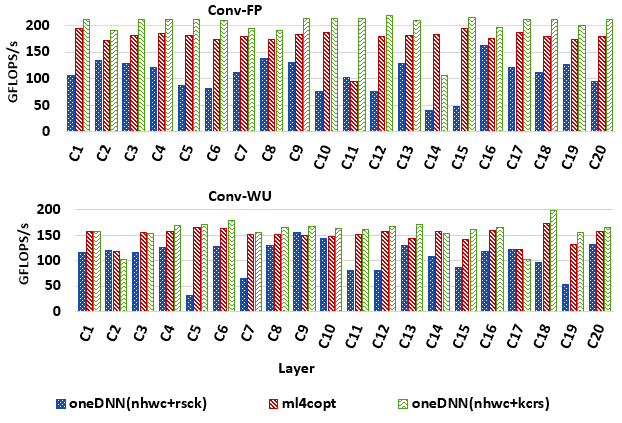 Conv-FP
GFLOPS/s
200
150
100
50
0
C1 C2 C3 C4 C5 C6 C7 C8 C9 C10 C11 C12 C13 C14 C15 C16 C17 C18 C19 C20
Conv-WU
GFLOPS/s
200
150
100
50
0
C1 C2 C3 C4 C5 C6 C7 C8 C9 C10 C11 C12 C13 C14 C15 C16 C17 C18 C19 C20
Layer
oneDNN(nhwc+rsck) ml4copt oneDNN(nhwc+kcrs)